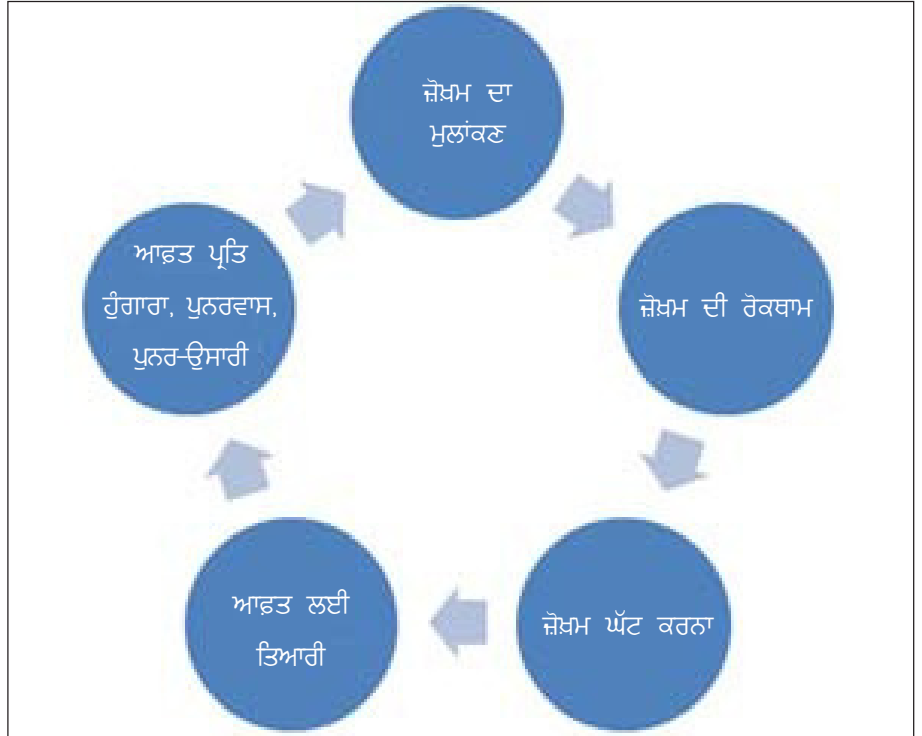 ਜ਼ੋਖ਼ਮ ਦਾ
ਮੁਲਾਂਕਣ
ਜ਼ੋਖ਼ਮ ਦੀ ਰੋਕਥਾਮ
ਜ਼ੋਖ਼ਮ ਘੱਟ ਕਰਨਾ
ਆਫ਼ਤ ਲਈ
ਤਿਆਰੀ
ਆਫ਼ਤ ਪ੍ਰਤਿ
ਹੁੰਗਾਰਾ, ਪੁਨਰਵਾਸ,
ਪੁਨਰ-ਉਸਾਰੀ